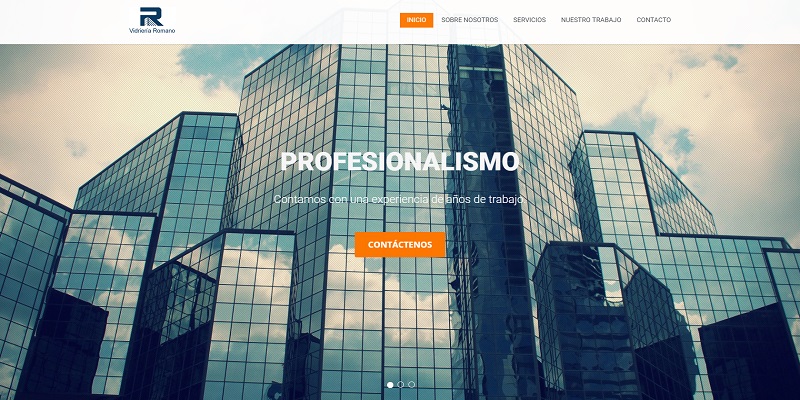 Vidriería Romano
INICIO
SOBRE NOSOTROS
SERVICIOS
NUESTRO TRABAJO
CONTACTO
PROFESIONALISMO
Contamos con una experiencia de años de trabajo
CONTÁCTENOS